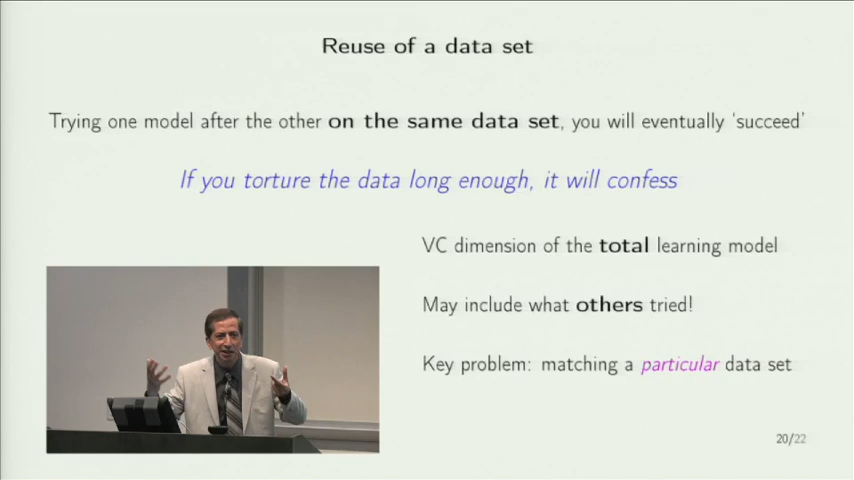 Reuse of a data set
Trying one model after the other on the same data set, you will eventually ‘succeed’
If you torture the data long enough, it will confess
VC dimension of the total learning model
May include what others tried!
Key problem: matching a particular data set
20/22